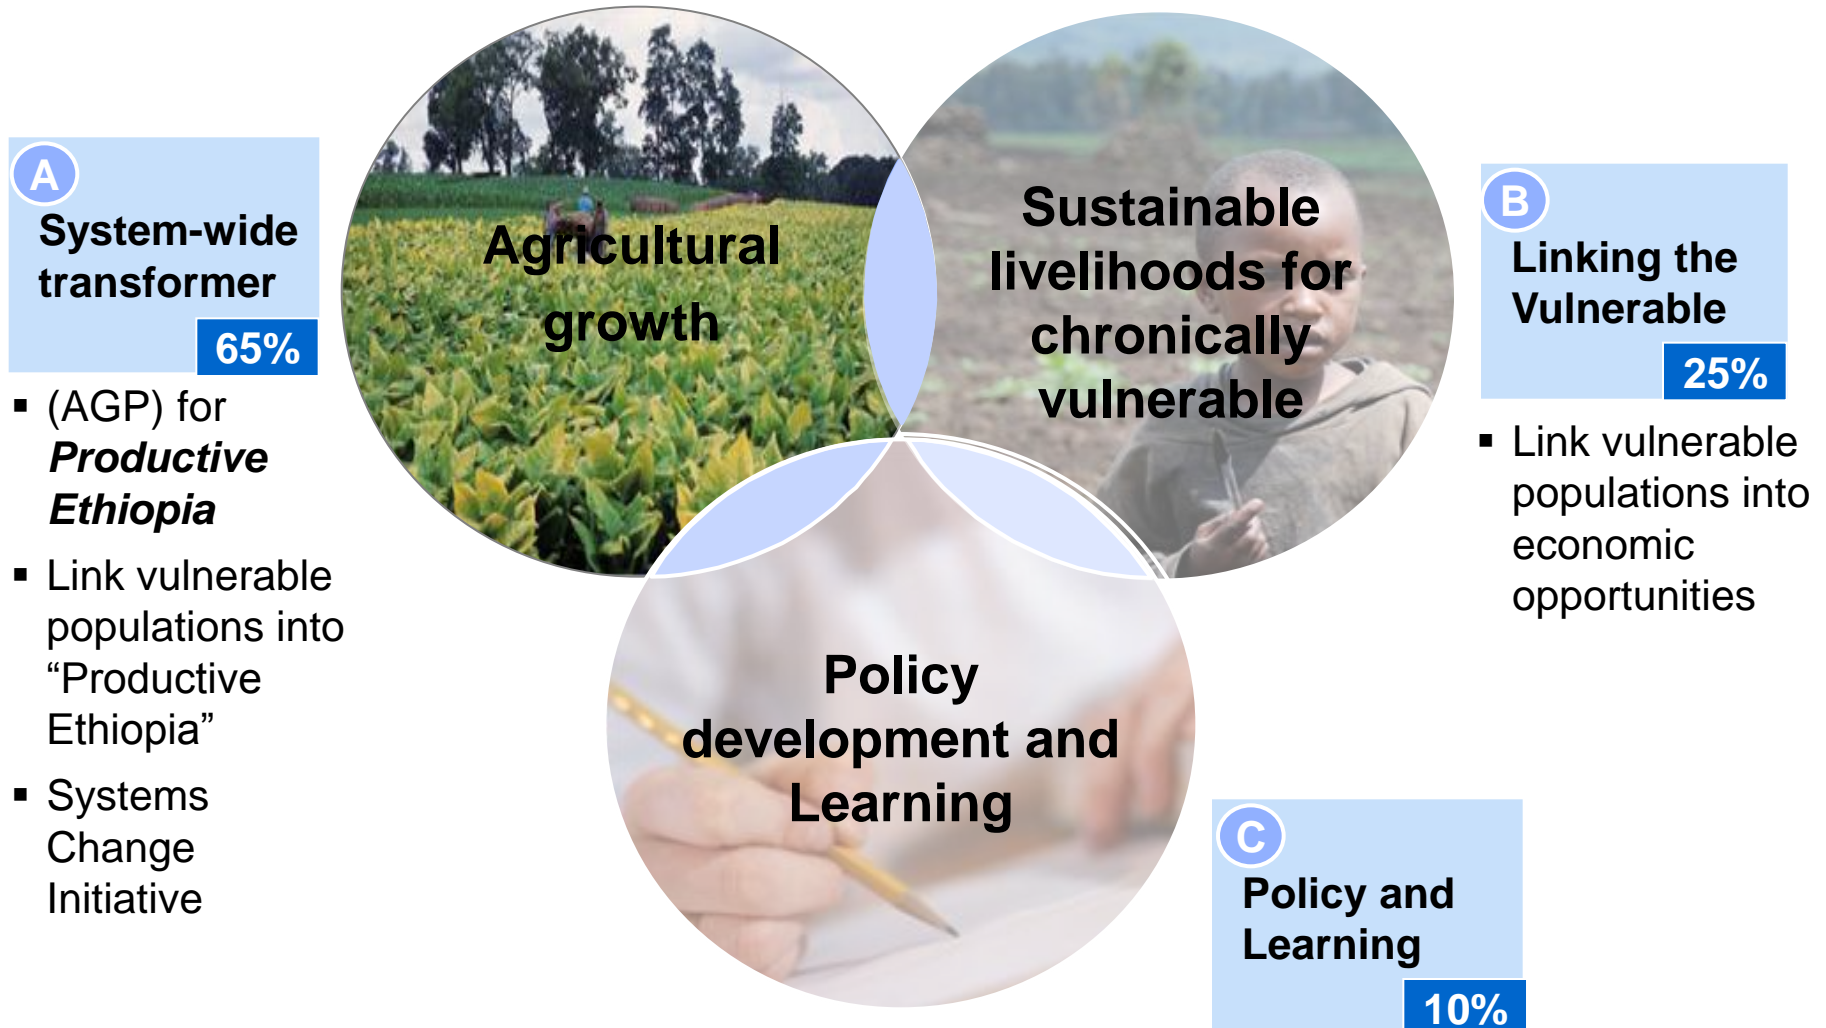 A
System-wide
transformer
65%
▪ (AGP) for
Productive
Ethiopia
▪ Link vulnerable
populations into
“Productive
Ethiopia”
▪ Systems
Change
Initiative
Agricultural
growth
Sustainable
livelihoods for
chronically
vulnerable
Policy
development and
Learning
B
Linking the
Vulnerable
25%
▪ Link vulnerable
populations into
economic
opportunities
C
Policy and
Learning
10%